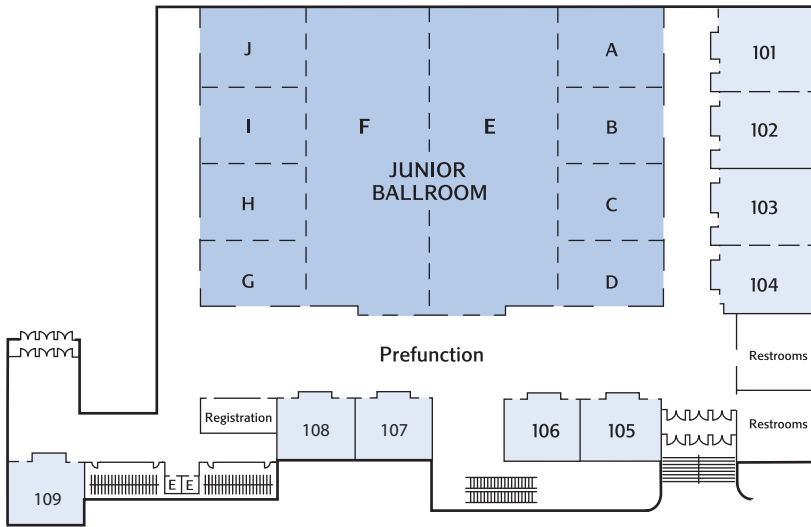 J
A
101
I
F
E
B
102
JUNIOR
BALLROOM
H
C
103
G
D
104
Prefunction
Restrooms
Registration
108
107
106
105
Restrooms
109
E
E